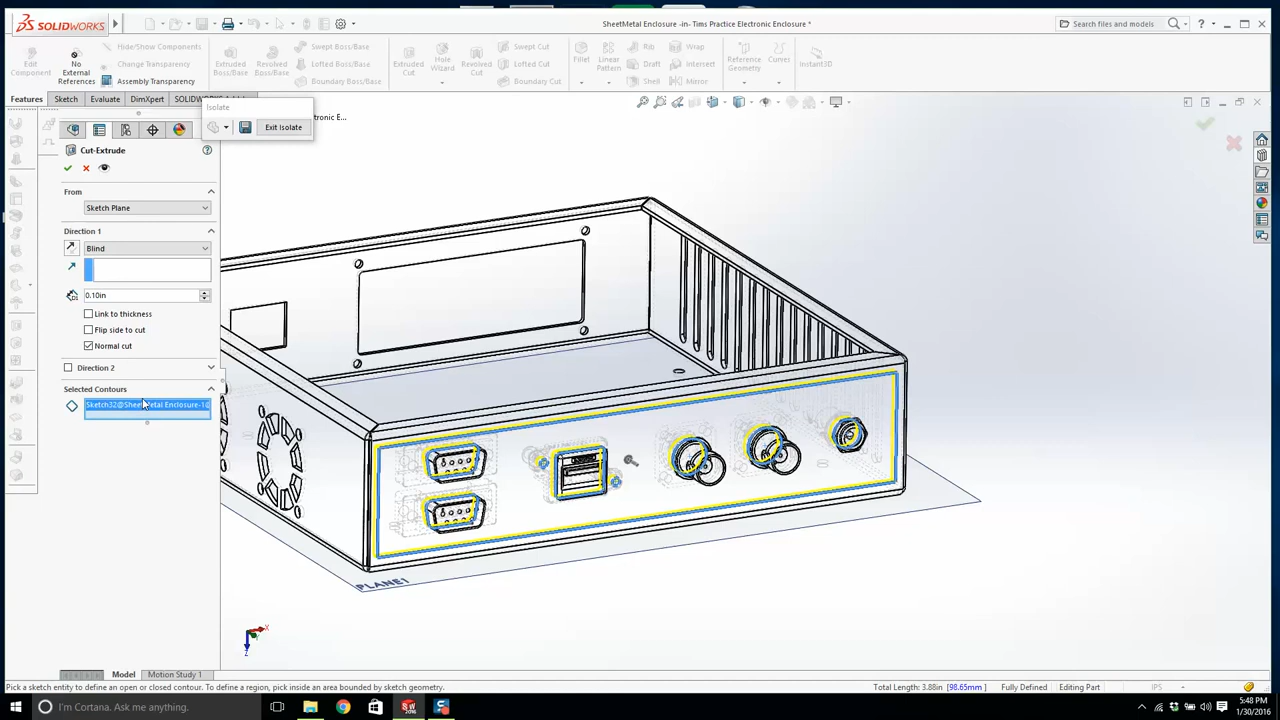 SOLIDWORKS
SheetMetal Enclosure -in- Tims Practice Electronic Enclosure *
Search files and models
Edit Component
No External References
Hide/Show Components
Change Transparency
Assembly Transparency
Extruded Boss/Base
Revolved Boss/Base
Swept Boss/Base
Lofted Boss/Base
Boundary Boss/Base
Extruded Cut
Hole Wizard
Revolved Cut
Swept Cut
Lofted Cut
Boundary Cut
Fillet
Linear Pattern
Rib
Draft
Shell
Wrap
Intersect
Mirror
Reference Geometry
Curves
Instant3D
Features
Sketch
Evaluate
DimXpert
Isolate
Exit Isolate
tronic E...
Cut-Extrude
From
Sketch Plane
Direction 1
Blind
0.10in
Link to thickness
Flip side to cut
Normal cut
Direction 2
Selected Contours
PLANE1
X
Z
Model
Motion Study 1
Pick a sketch entity to define an open or closed contour. To define a region, pick inside an area bounded by sketch geometry.
Total Length: 3.88in
[98.65mm]
Fully Defined
Editing Part
IPS
I'm Cortana. Ask me anything.
5:48 PM
1/30/2016